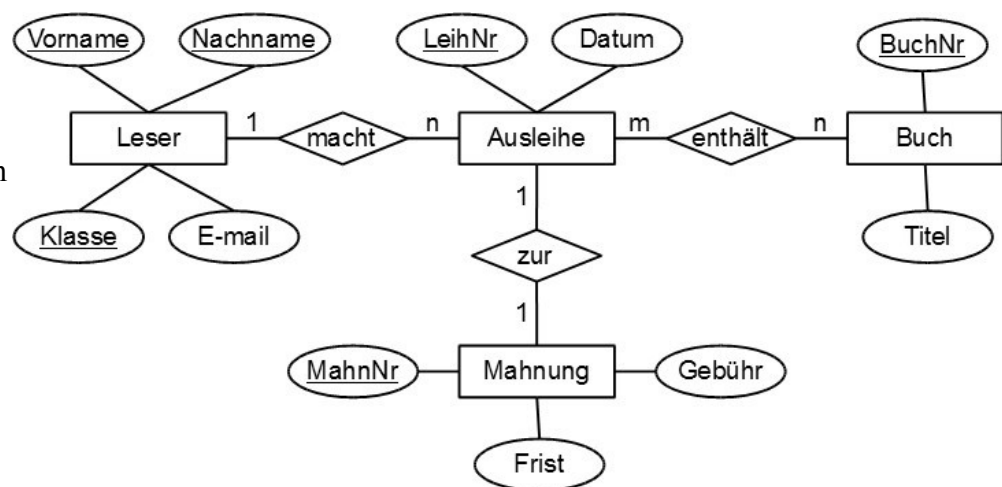 Vorname Nachname LeihNr Datum BuchNr
Leser 1 macht n Ausleihe m enthält n Buch
n
Klasse E-mail 1 Titel
zur
1
MahnNr Mahnung Gebühr
Frist